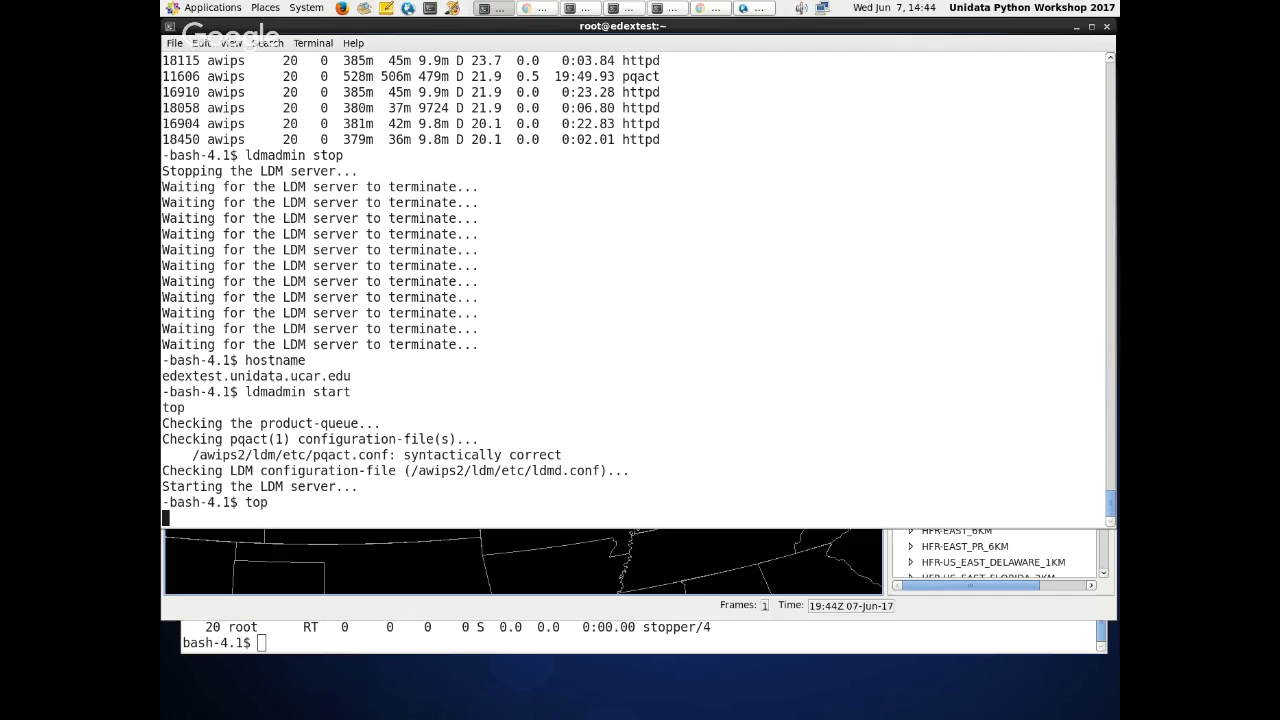 Applications Places System ... ... ... ... ... ... ... Wed Jun 7, 14:44 Unidata Python Workshop 2017
root@edextest:~
Google
File Edit View Search Terminal Help
18115 awips 20 0 385m 45m 9.9m D 23.7 0.0 0:03.84 httpd
11606 awips 20 0 528m 506m 479m D 21.9 0.5 19:49.93 pqact
16910 awips 20 0 385m 45m 9.9m D 21.9 0.0 0:23.28 httpd
18058 awips 20 0 380m 37m 9724 D 21.9 0.0 0:06.80 httpd
16904 awips 20 0 381m 42m 9.8m D 20.1 0.0 0:22.83 httpd
18450 awips 20 0 379m 36m 9.8m D 20.1 0.0 0:02.01 httpd
-bash-4.1$ ldmadmin stop
Stopping the LDM server...
Waiting for the LDM server to terminate...
Waiting for the LDM server to terminate...
Waiting for the LDM server to terminate...
Waiting for the LDM server to terminate...
Waiting for the LDM server to terminate...
Waiting for the LDM server to terminate...
Waiting for the LDM server to terminate...
Waiting for the LDM server to terminate...
Waiting for the LDM server to terminate...
Waiting for the LDM server to terminate...
Waiting for the LDM server to terminate...
-bash-4.1$ hostname
edextest.unidata.ucar.edu
-bash-4.1$ ldmadmin start
top
Checking the product-queue...
Checking pqact(1) configuration-file(s)...
/awips2/ldm/etc/pqact.conf: syntactically correct
Checking LDM configuration-file (/awips2/ldm/etc/ldmd.conf)...
Starting the LDM server...
-bash-4.1$ top
HFR-EAST_6KM
HFR-EAST_PR_6KM
HFR-US_EAST_DELAWARE_1KM
HFR-US_EAST_FLORIDA_2KM
Frames: 1 Time: 19:44Z 07-Jun-17
20 root RT 0 0 0 0 S 0.0 0.0 0:00.00 stopper/4
bash-4.1$